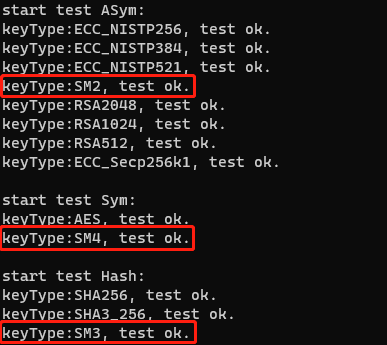 start test ASym:
keyType:ECC_NISTP256, test ok.
keyType:ECC_NISTP384, test ok.
keyType:ECC_NISTP521, test ok.
keyType:SM2, test ok.
keyType:RSA2048, test ok.
keyType:RSA1024, test ok.
keyType:RSA512, test ok.
keyType:ECC_Secp256k1, test ok.
start test Sym:
keyType:AES, test ok.
keyType:SM4, test ok.
start test Hash:
keyType:SHA256, test ok.
keyType:SHA3_256, test ok.
keyType:SM3, test ok.